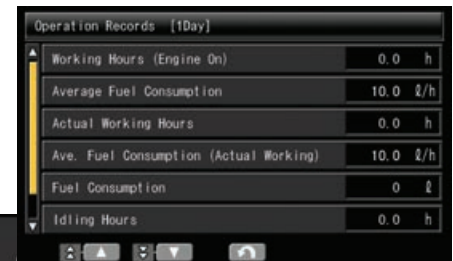 Operation Records [1Day]
Working Hours (Engine On) 0.0 h
Average Fuel Consumption 10.0 ℓ/h
Actual Working Hours 0.0 h
Ave. Fuel Consumption (Actual Working) 10.0 ℓ/h
Fuel Consumption 0 ℓ
Idling Hours 0.0 h